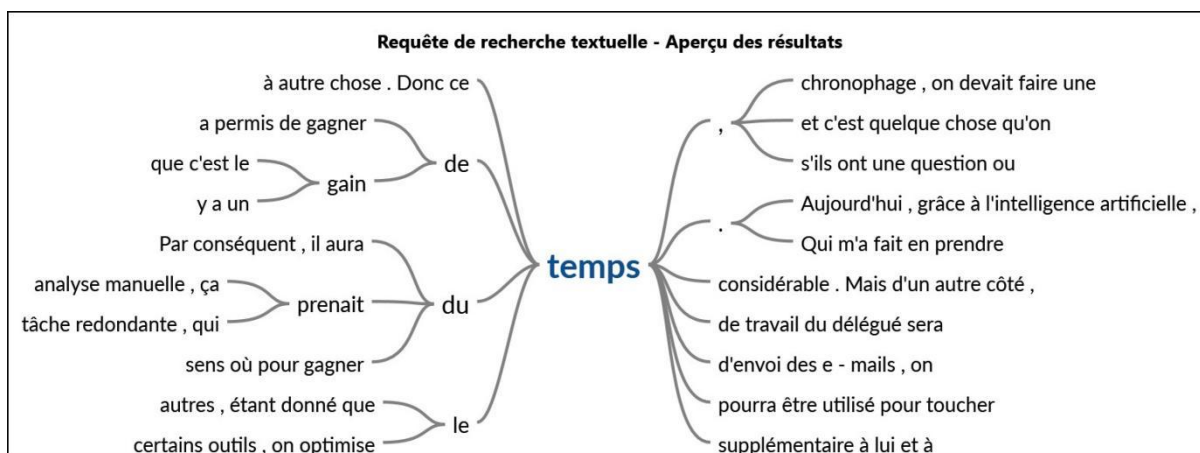 Requête de recherche textuelle - Aperçu des résultats
à autre chose . Donc ce
a permis de gagner
de
que c'est le
gain
y a un
Par conséquent , il aura
analyse manuelle , ça
prenait
du
tâche redondante , qui
sens où pour gagner
autres , étant donné que
le
certains outils , on optimise
temps
,
chronophage , on devait faire une
et c'est quelque chose qu'on
s'ils ont une question ou
.
Aujourd'hui , grâce à l'intelligence artificielle ,
Qui m'a fait en prendre
considérable . Mais d'un autre côté ,
de travail du délégué sera
d'envoi des e - mails , on
pourra être utilisé pour toucher
supplémentaire à lui et à